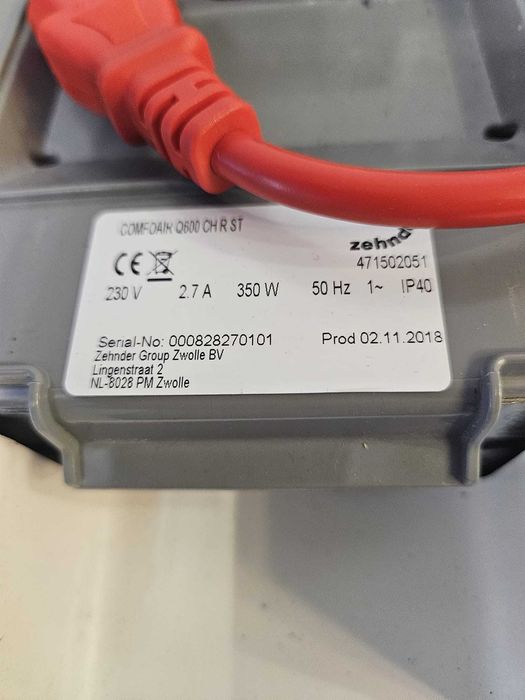 COMFOAIR Q600 CH R ST
zehnd
471502051
CE
230 V 2.7 A 350 W 50 Hz 1~ IP40
Serial-No: 000828270101 Prod 02.11.2018
Zehnder Group Zwolle BV
Lingenstraat 2
NL-8028 PM Zwolle